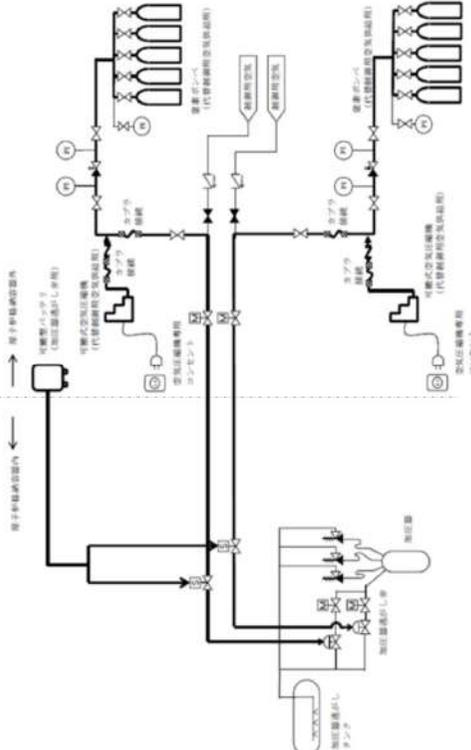 原子炉格納容器内
原子炉格納容器外
可搬型バッテリ
(加圧器逃がし弁用)
可搬式空気圧縮機
(代替制御用空気供給用)
空気圧縮機専用
コンセント
カプラ
接続
カプラ
接続
PI
PI
PI
窒素ボンベ
(代替制御用空気供給用)
制御用空気
制御用空気
M
M
S
S
カプラ
接続
カプラ
接続
可搬式空気圧縮機
(代替制御用空気供給用)
空気圧縮機専用
PI
PI
PI
窒素ボンベ
(代替制御用空気供給用)
M
M
加圧器
加圧器逃がし弁
加圧器逃がし
タンク